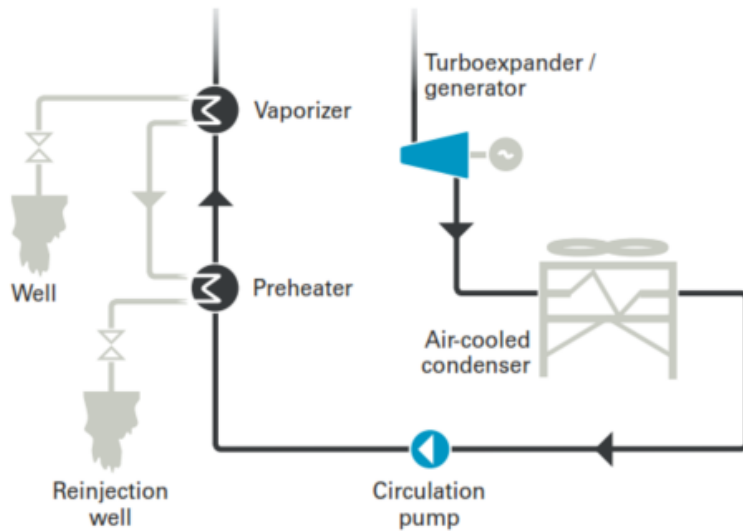 Turboexpander /
generator
Vaporizer
Well
Preheater
Air-cooled
condenser
Reinjection
well
Circulation
pump